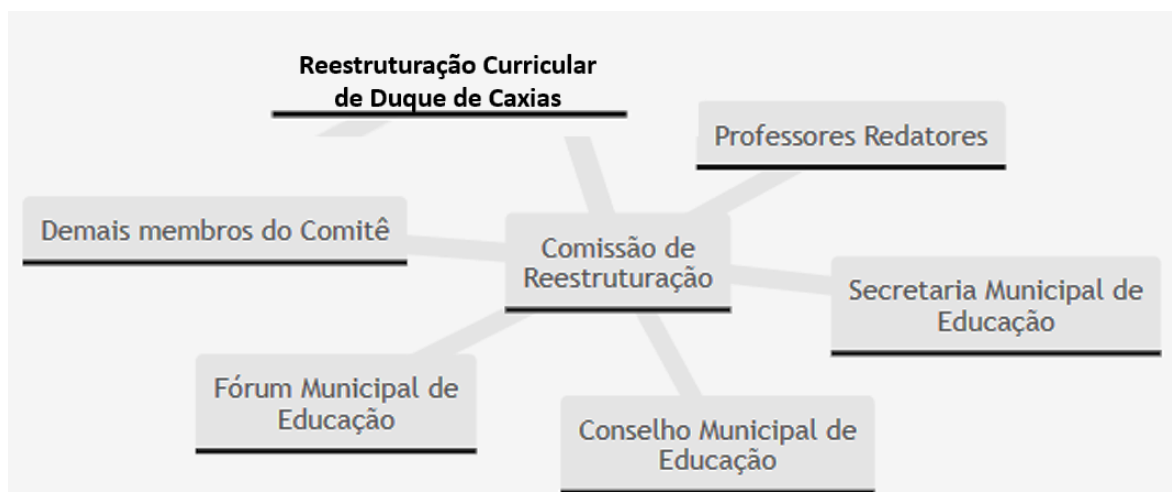 Reestruturação Curricular
de Duque de Caxias
Professores Redatores
Demais membros do Comitê
Comissão de
Reestruturação
Secretaria Municipal de
Educação
Fórum Municipal de
Educação
Conselho Municipal de
Educação